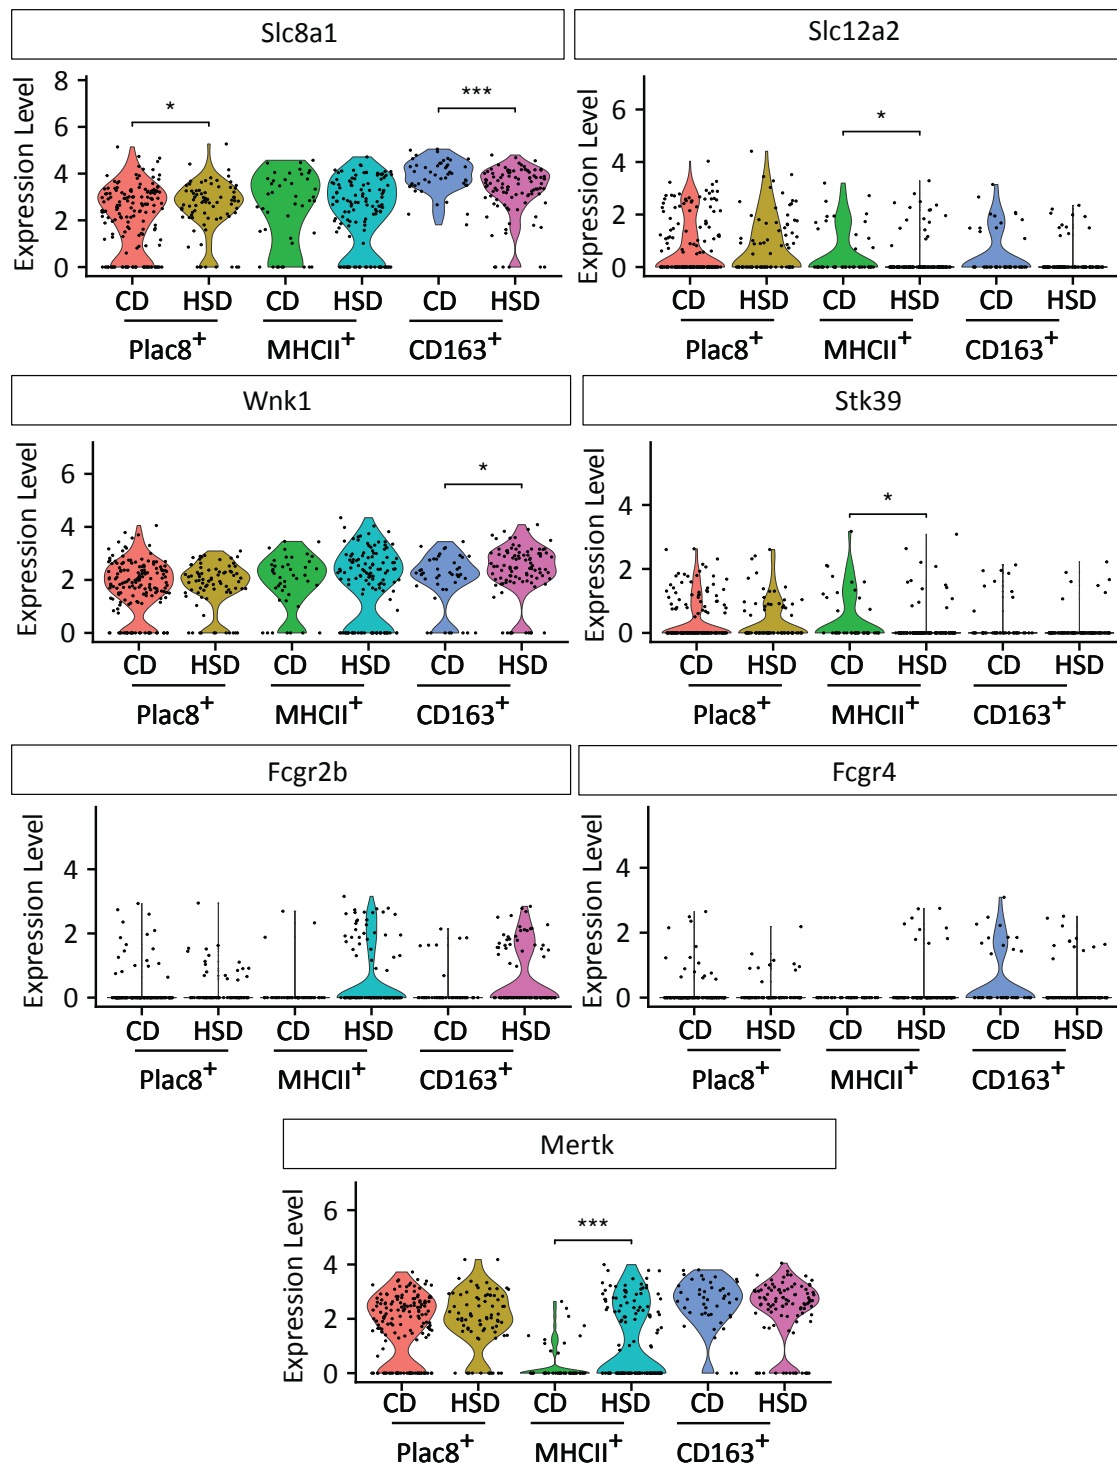 Slc8a1
Slc12a2
Expression Level
8
6
4
2
0
*
***
CD HSD CD HSD CD HSD
Plac8+ MHCII+ CD163+
Expression Level
6
4
2
0
*
CD HSD CD HSD CD HSD
Plac8+ MHCII+ CD163+
Wnk1
Stk39
Expression Level
6
4
2
0
*
CD HSD CD HSD CD HSD
Plac8+ MHCII+ CD163+
Expression Level
4
2
0
*
CD HSD CD HSD CD HSD
Plac8+ MHCII+ CD163+
Fcgr2b
Fcgr4
Expression Level
4
2
0
CD HSD CD HSD CD HSD
Plac8+ MHCII+ CD163+
Expression Level
4
2
0
CD HSD CD HSD CD HSD
Plac8+ MHCII+ CD163+
Mertk
Expression Level
6
4
2
0
***
CD HSD CD HSD CD HSD
Plac8+ MHCII+ CD163+